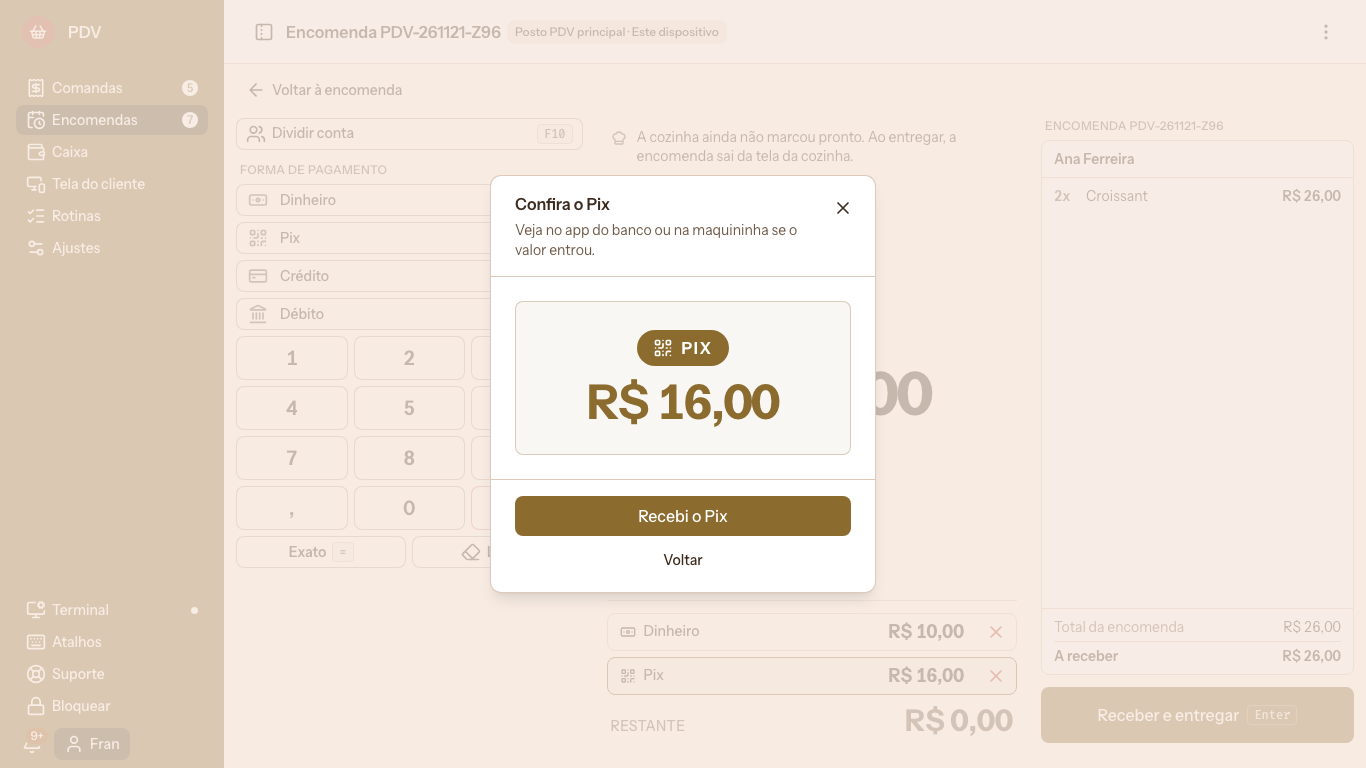 PDV
Comandas 5
Encomendas 7
Caixa
Tela do cliente
Rotinas
Ajustes
Terminal
Atalhos
Suporte
Bloquear
9+
Fran
Encomenda PDV-261121-Z96
Posto PDV principal · Este dispositivo
Voltar à encomenda
Dividir conta F10
FORMA DE PAGAMENTO
Dinheiro
Pix
Crédito
Débito
1 2
4 5
7 8
, 0
Exato =
A cozinha ainda não marcou pronto. Ao entregar, a
encomenda sai da tela da cozinha.
Confira o Pix
Veja no app do banco ou na maquininha se o
valor entrou.
PIX
R$ 16,00
Recebi o Pix
Voltar
00
Dinheiro R$ 10,00
Pix R$ 16,00
RESTANTE R$ 0,00
ENCOMENDA PDV-261121-Z96
Ana Ferreira
2x Croissant R$ 26,00
Total da encomenda R$ 26,00
A receber R$ 26,00
Receber e entregar Enter